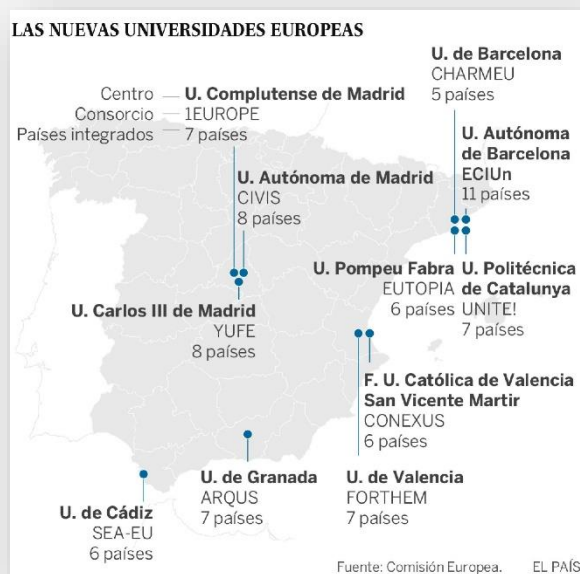 LAS NUEVAS UNIVERSIDADES EUROPEAS
Centro
Consorcio
Países integrados
U. Complutense de Madrid
1EUROPE
7 países
U. Autónoma de Madrid
CIVIS
8 países
U. Carlos III de Madrid
YUFE
8 países
U. de Barcelona
CHARMEU
5 países
U. Autónoma
de Barcelona
ECIUn
11 países
U. Pompeu Fabra
EUTOPIA
6 países
U. Politécnica
de Catalunya
UNITE!
7 países
F. U. Católica de Valencia
San Vicente Martir
CONEXUS
6 países
U. de Cádiz
SEA-EU
6 países
U. de Granada
ARQUS
7 países
U. de Valencia
FORTHEM
7 países
Fuente: Comisión Europea.
EL PAÍS